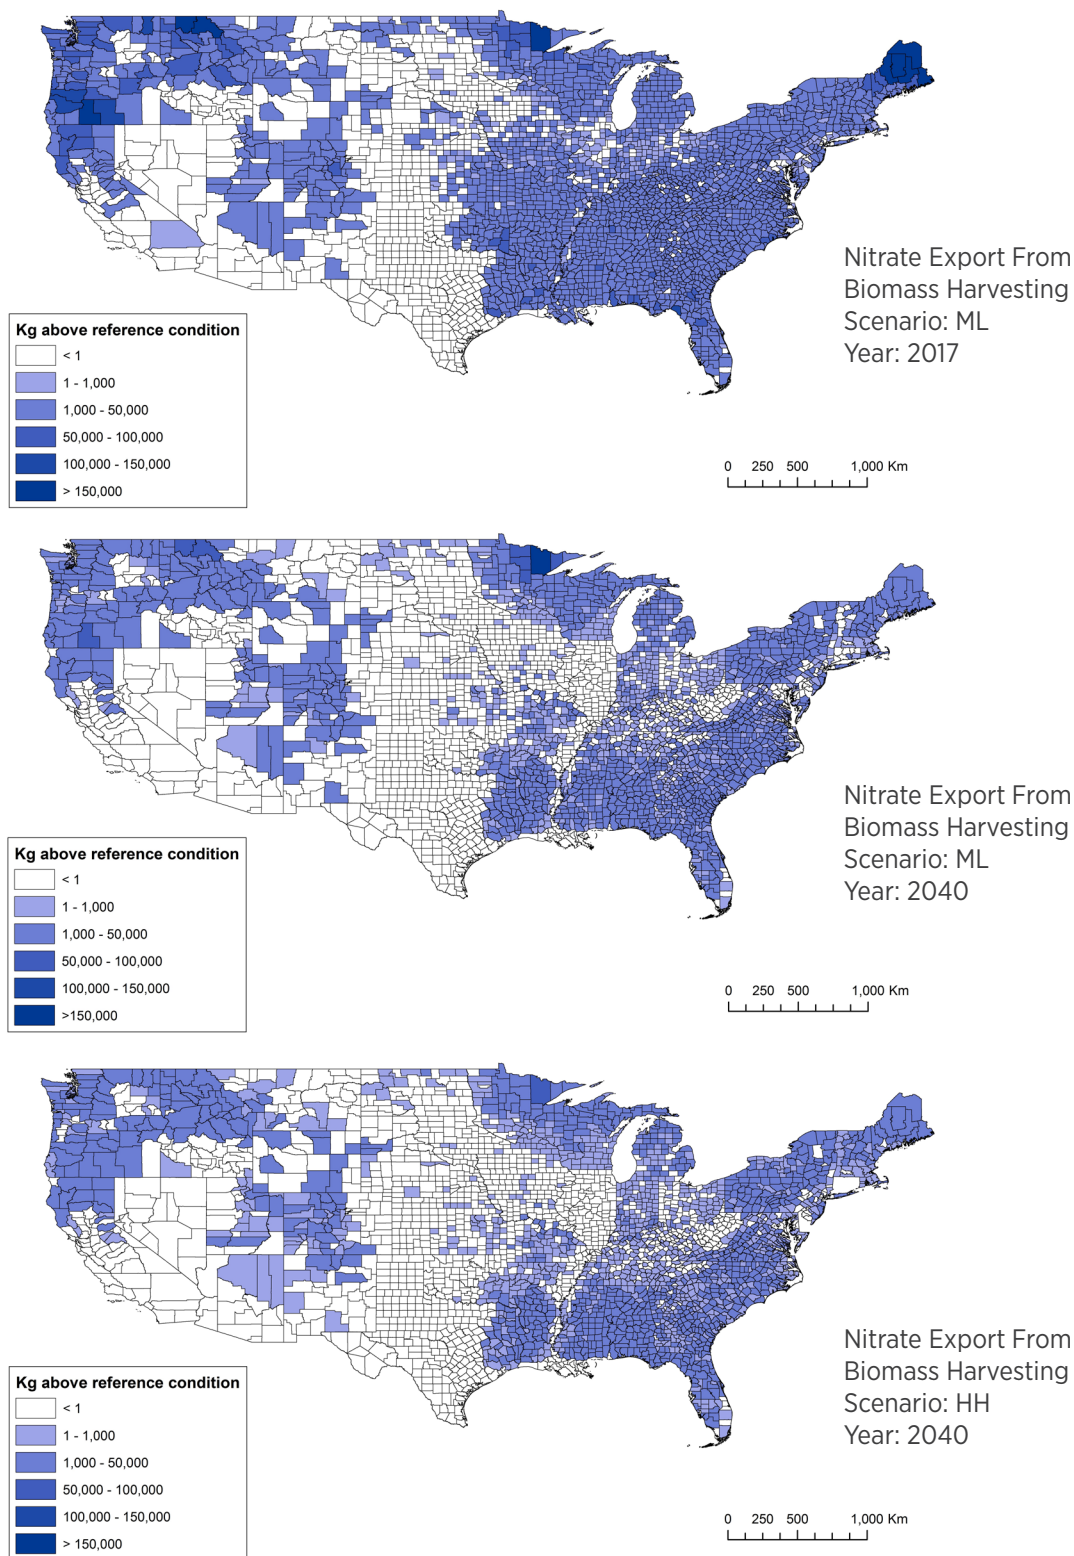 Nitrate Export From
Biomass Harvesting
Scenario: ML
Year: 2017
Kg above reference condition
< 1
1 - 1,000
1,000 - 50,000
50,000 - 100,000
100,000 - 150,000
> 150,000
0 250 500 1,000 Km
Nitrate Export From
Biomass Harvesting
Scenario: ML
Year: 2040
Kg above reference condition
< 1
1 - 1,000
1,000 - 50,000
50,000 - 100,000
100,000 - 150,000
>150,000
0 250 500 1,000 Km
Nitrate Export From
Biomass Harvesting
Scenario: HH
Year: 2040
Kg above reference condition
< 1
1 - 1,000
1,000 - 50,000
50,000 - 100,000
100,000 - 150,000
> 150,000
0 250 500 1,000 Km